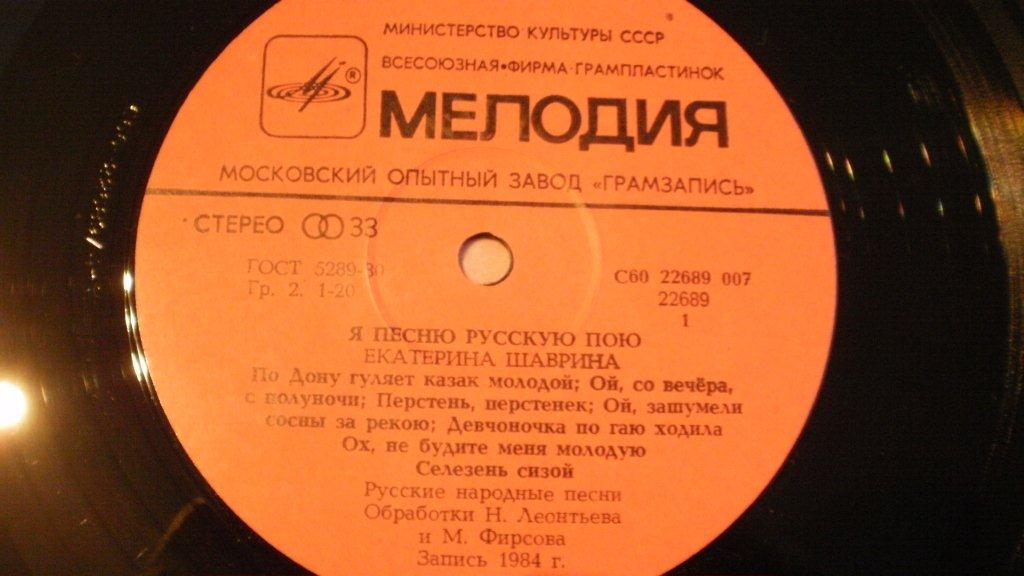 МИНИСТЕРСТВО КУЛЬТУРЫ СССР
ВСЕСОЮЗНАЯ•ФИРМА·ГРАМПЛАСТИНОК
®
МЕЛОДИЯ
МОСКОВСКИЙ ОПЫТНЫЙ ЗАВОД «ГРАМЗАПИСЬ»
СТЕРЕО 33
ГОСТ 5289-80
Гр. 2. 1-20
С60 22689 007
22689
1
Я ПЕСНЮ РУССКУЮ ПОЮ
ЕКАТЕРИНА ШАВРИНА
По Дону гуляет казак молодой; Ой, со вечёра,
с полуночи; Перстень, перстенек; Ой, зашумели
сосны за рекою; Девчоночка по гаю ходила
Ох, не будите меня молодую
Селезень сизой
Русские народные песни
Обработки Н. Леонтьева
и М. Фирсова
Запись 1984 г.